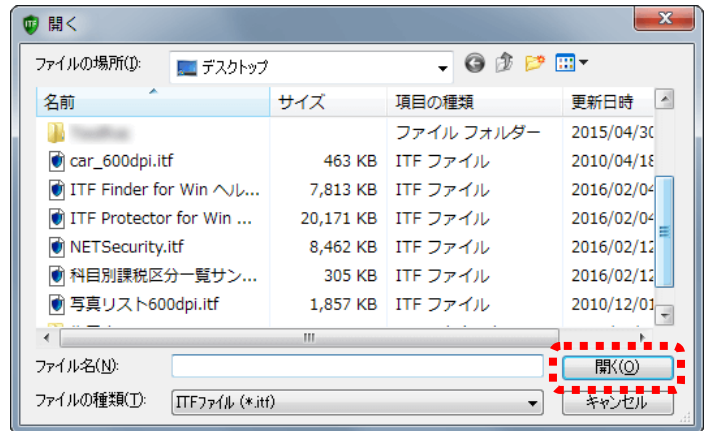 ITF 開く
ファイルの場所(I): デスクトップ
名前 サイズ 項目の種類 更新日時
ファイル フォルダー 2015/04/30
car_600dpi.itf 463 KB ITF ファイル 2010/04/18
ITF Finder for Win ヘル... 7,813 KB ITF ファイル 2016/02/04
ITF Protector for Win ... 20,171 KB ITF ファイル 2016/02/04
NETSecurity.itf 8,462 KB ITF ファイル 2016/02/12
科目別課税区分一覧サン... 305 KB ITF ファイル 2016/02/12
写真リスト600dpi.itf 1,857 KB ITF ファイル 2010/12/01
ファイル名(N): 開く(O)
ファイルの種類(T): ITFファイル (*.itf) キャンセル